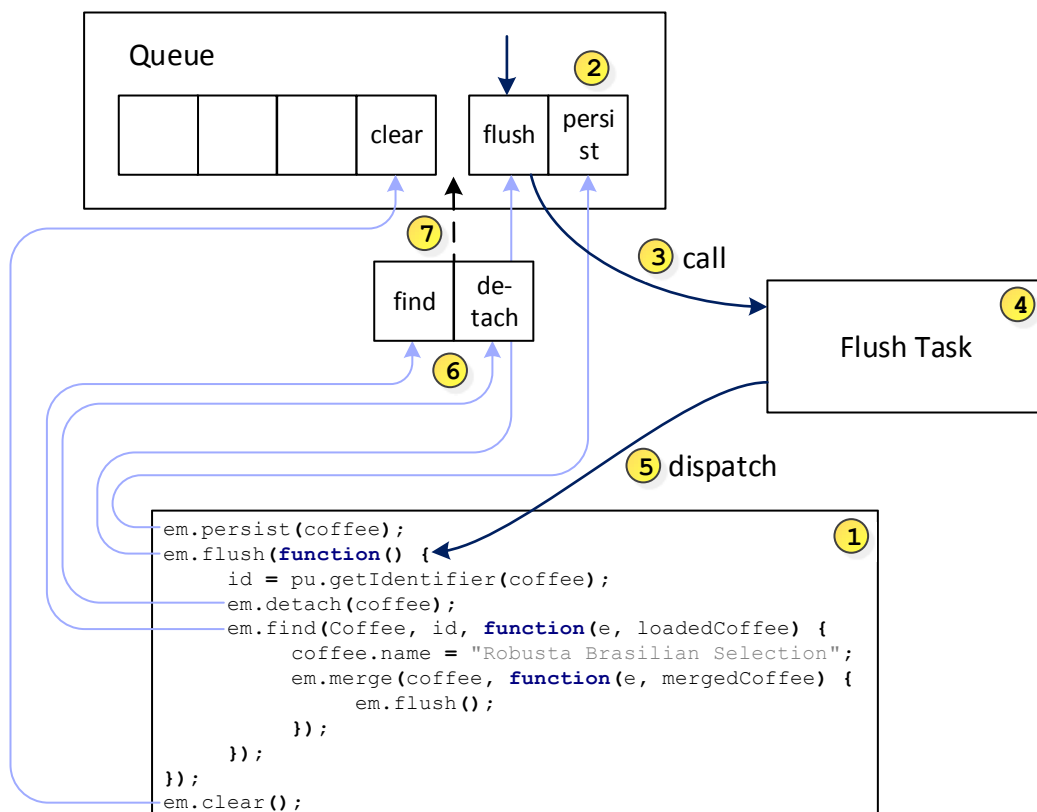 Queue
2
clear
flush
persi
st
7
3 call
find
de-
tach
4
Flush Task
6
5 dispatch
1
em.persist(coffee);
em.flush(function() {
id = pu.getIdentifier(coffee);
em.detach(coffee);
em.find(Coffee, id, function(e, loadedCoffee) {
coffee.name = "Robusta Brasilian Selection";
em.merge(coffee, function(e, mergedCoffee) {
em.flush();
});
});
});
em.clear();